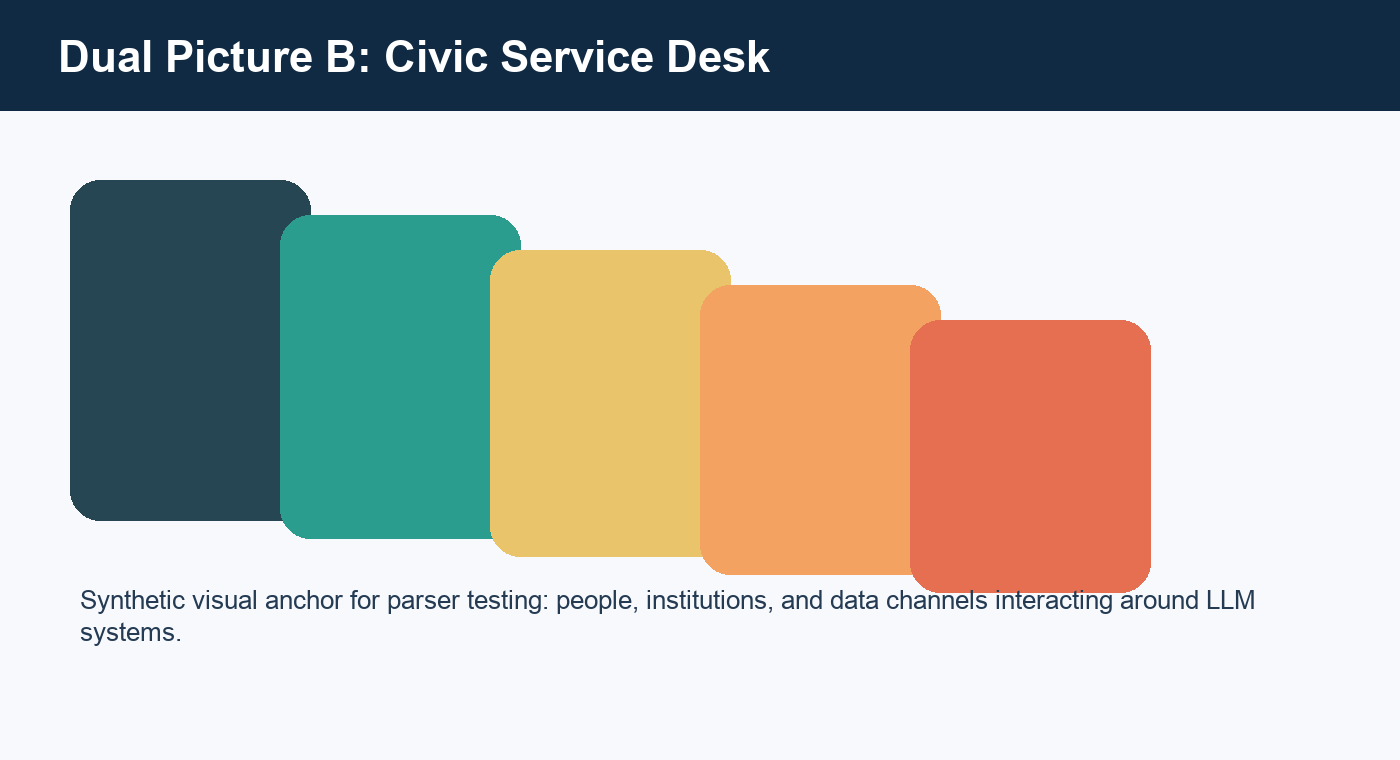 Dual Picture B: Civic Service Desk
Synthetic visual anchor for parser testing: people, institutions, and data channels interacting around LLM
systems.